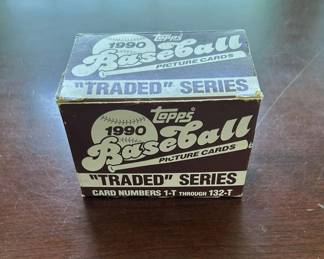 TOPPS
1990
Baseball
PICTURE CARDS
"TRADED" SERIES
TOPPS
1990
Baseball
PICTURE CARDS
"TRADED" SERIES
CARD NUMBERS 1-T THROUGH 132-T